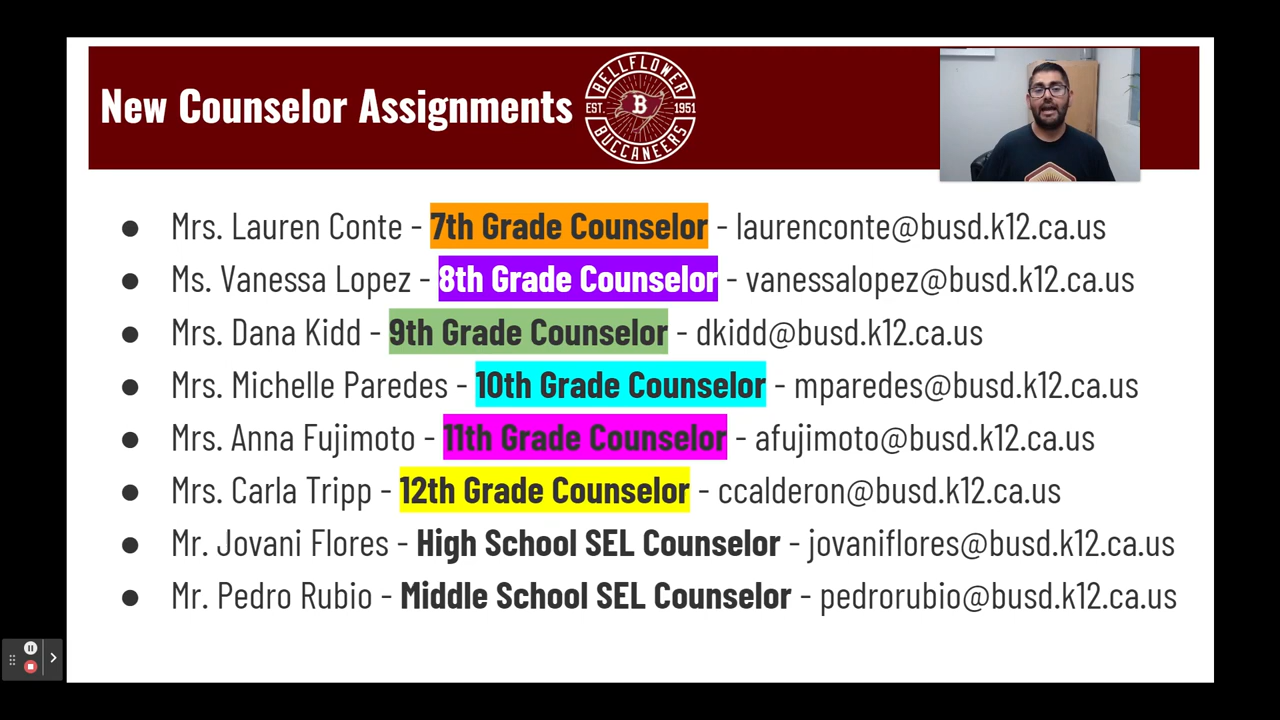 New Counselor Assignments
BELLFLOWER
EST. B 1951
BUCCANEERS
● Mrs. Lauren Conte - 7th Grade Counselor - laurenconte@busd.k12.ca.us
● Ms. Vanessa Lopez - 8th Grade Counselor - vanessalopez@busd.k12.ca.us
● Mrs. Dana Kidd - 9th Grade Counselor - dkidd@busd.k12.ca.us
● Mrs. Michelle Paredes - 10th Grade Counselor - mparedes@busd.k12.ca.us
● Mrs. Anna Fujimoto - 11th Grade Counselor - afujimoto@busd.k12.ca.us
● Mrs. Carla Tripp - 12th Grade Counselor - ccalderon@busd.k12.ca.us
● Mr. Jovani Flores - High School SEL Counselor - jovaniflores@busd.k12.ca.us
● Mr. Pedro Rubio - Middle School SEL Counselor - pedrorubio@busd.k12.ca.us